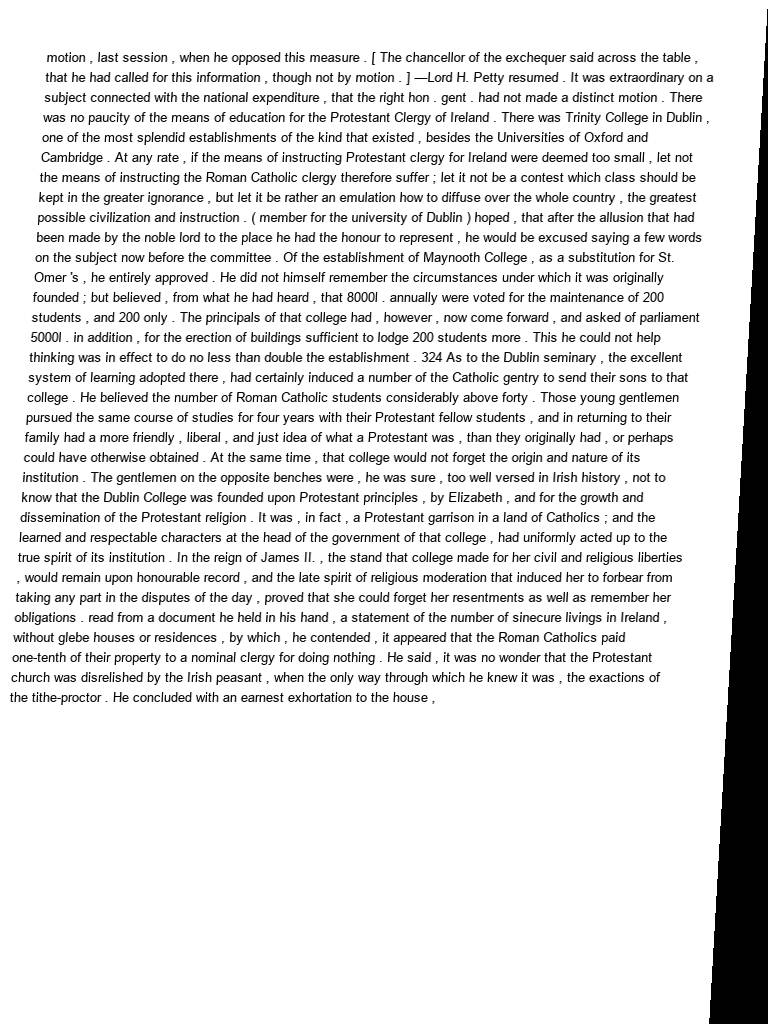 motion , last session , when he opposed this measure . [ The chancellor of the exchequer said across the table ,
that he had called for this information , though not by motion . ] —Lord H. Petty resumed . It was extraordinary on a
subject connected with the national expenditure , that the right hon . gent . had not made a distinct motion . There
was no paucity of the means of education for the Protestant Clergy of Ireland . There was Trinity College in Dublin ,
one of the most splendid establishments of the kind that existed , besides the Universities of Oxford and
Cambridge . At any rate , if the means of instructing Protestant clergy for Ireland were deemed too small , let not
the means of instructing the Roman Catholic clergy therefore suffer ; let it not be a contest which class should be
kept in the greater ignorance , but let it be rather an emulation how to diffuse over the whole country , the greatest
possible civilization and instruction . ( member for the university of Dublin ) hoped , that after the allusion that had
been made by the noble lord to the place he had the honour to represent , he would be excused saying a few words
on the subject now before the committee . Of the establishment of Maynooth College , as a substitution for St.
Omer 's , he entirely approved . He did not himself remember the circumstances under which it was originally
founded ; but believed , from what he had heard , that 8000l . annually were voted for the maintenance of 200
students , and 200 only . The principals of that college had , however , now come forward , and asked of parliament
5000l . in addition , for the erection of buildings sufficient to lodge 200 students more . This he could not help
thinking was in effect to do no less than double the establishment . 324 As to the Dublin seminary , the excellent
system of learning adopted there , had certainly induced a number of the Catholic gentry to send their sons to that
college . He believed the number of Roman Catholic students considerably above forty . Those young gentlemen
pursued the same course of studies for four years with their Protestant fellow students , and in returning to their
family had a more friendly , liberal , and just idea of what a Protestant was , than they originally had , or perhaps
could have otherwise obtained . At the same time , that college would not forget the origin and nature of its
institution . The gentlemen on the opposite benches were , he was sure , too well versed in Irish history , not to
know that the Dublin College was founded upon Protestant principles , by Elizabeth , and for the growth and
dissemination of the Protestant religion . It was , in fact , a Protestant garrison in a land of Catholics ; and the
learned and respectable characters at the head of the government of that college , had uniformly acted up to the
true spirit of its institution . In the reign of James II. , the stand that college made for her civil and religious liberties
, would remain upon honourable record , and the late spirit of religious moderation that induced her to forbear from
taking any part in the disputes of the day , proved that she could forget her resentments as well as remember her
obligations . read from a document he held in his hand , a statement of the number of sinecure livings in Ireland ,
without glebe houses or residences , by which , he contended , it appeared that the Roman Catholics paid
one-tenth of their property to a nominal clergy for doing nothing . He said , it was no wonder that the Protestant
church was disrelished by the Irish peasant , when the only way through which he knew it was , the exactions of
the tithe-proctor . He concluded with an earnest exhortation to the house ,